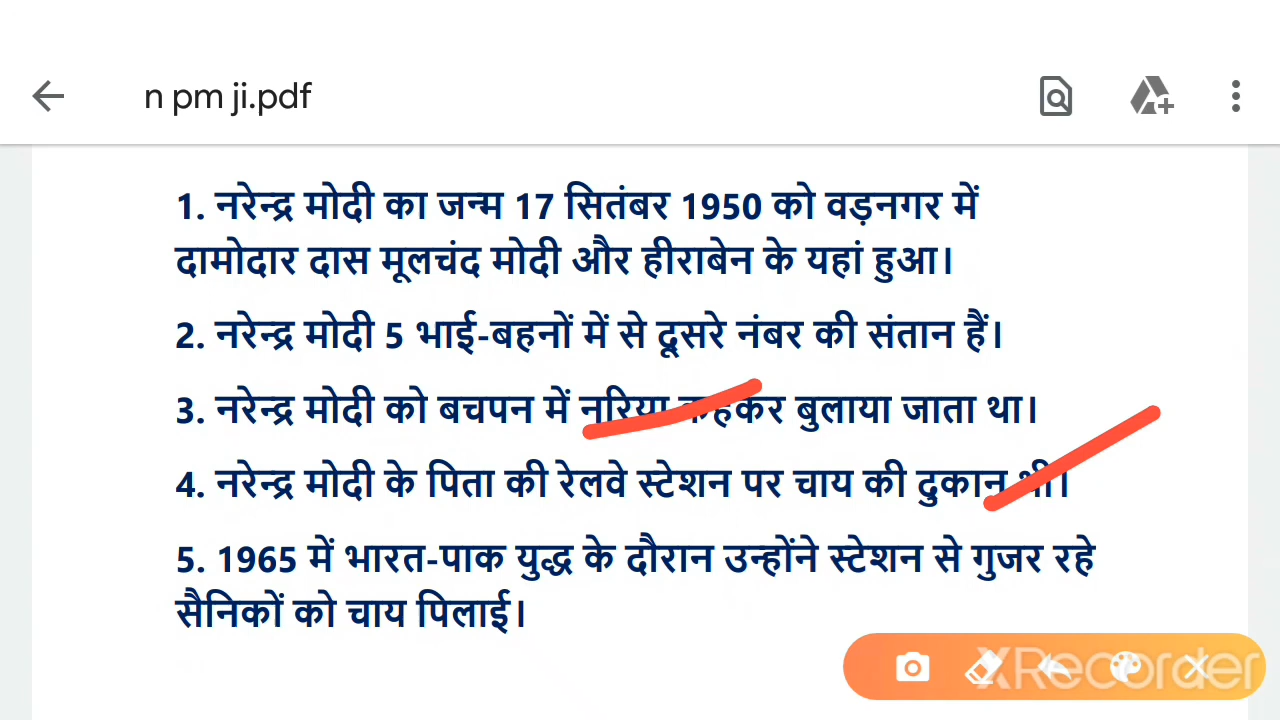 n pm ji.pdf
1. नरेन्द्र मोदी का जन्म 17 सितंबर 1950 को वड़नगर में
दामोदार दास मूलचंद मोदी और हीराबेन के यहां हुआ।
2. नरेन्द्र मोदी 5 भाई-बहनों में से दूसरे नंबर की संतान हैं।
3. नरेन्द्र मोदी को बचपन में नरिया कहकर बुलाया जाता था।
4. नरेन्द्र मोदी के पिता की रेलवे स्टेशन पर चाय की दुकान थी।
5. 1965 में भारत-पाक युद्ध के दौरान उन्होंने स्टेशन से गुजर रहे
सैनिकों को चाय पिलाई।
XRecorder